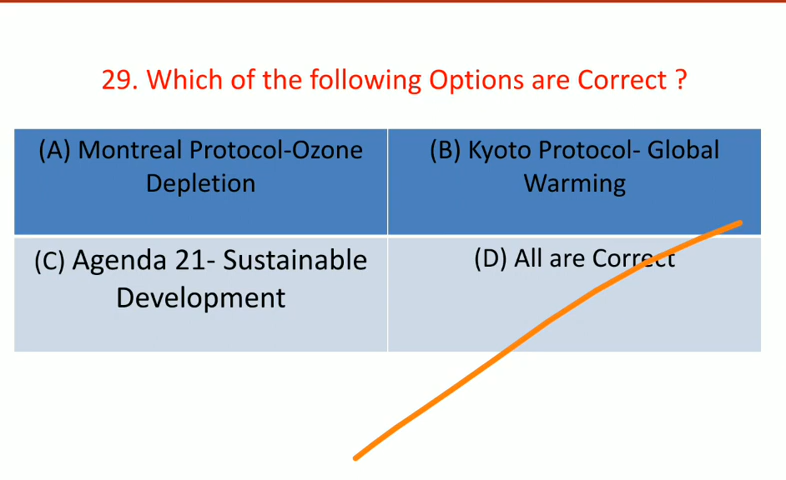 29. Which of the following Options are Correct ?
(A) Montreal Protocol-Ozone
Depletion
(B) Kyoto Protocol- Global
Warming
(C) Agenda 21- Sustainable
Development
(D) All are Correct